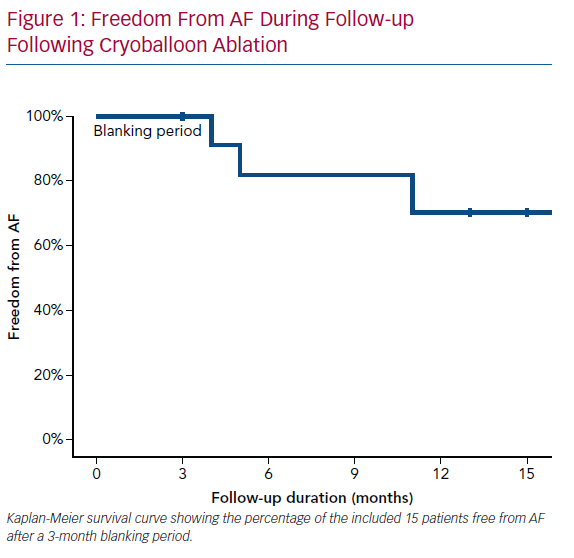 Figure 1: Freedom From AF During Follow-up
Following Cryoballoon Ablation
100%
Blanking period
80%
60%
40%
20%
0%
Freedom from AF
0 3 6 9 12 15
Follow-up duration (months)
Kaplan-Meier survival curve showing the percentage of the included 15 patients free from AF
after a 3-month blanking period.